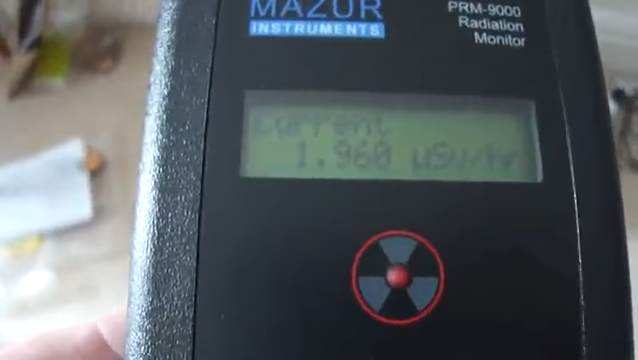 MAZUR
INSTRUMENTS
PRM-9000
Radiation
Monitor
Current
1.960 µSv/hr